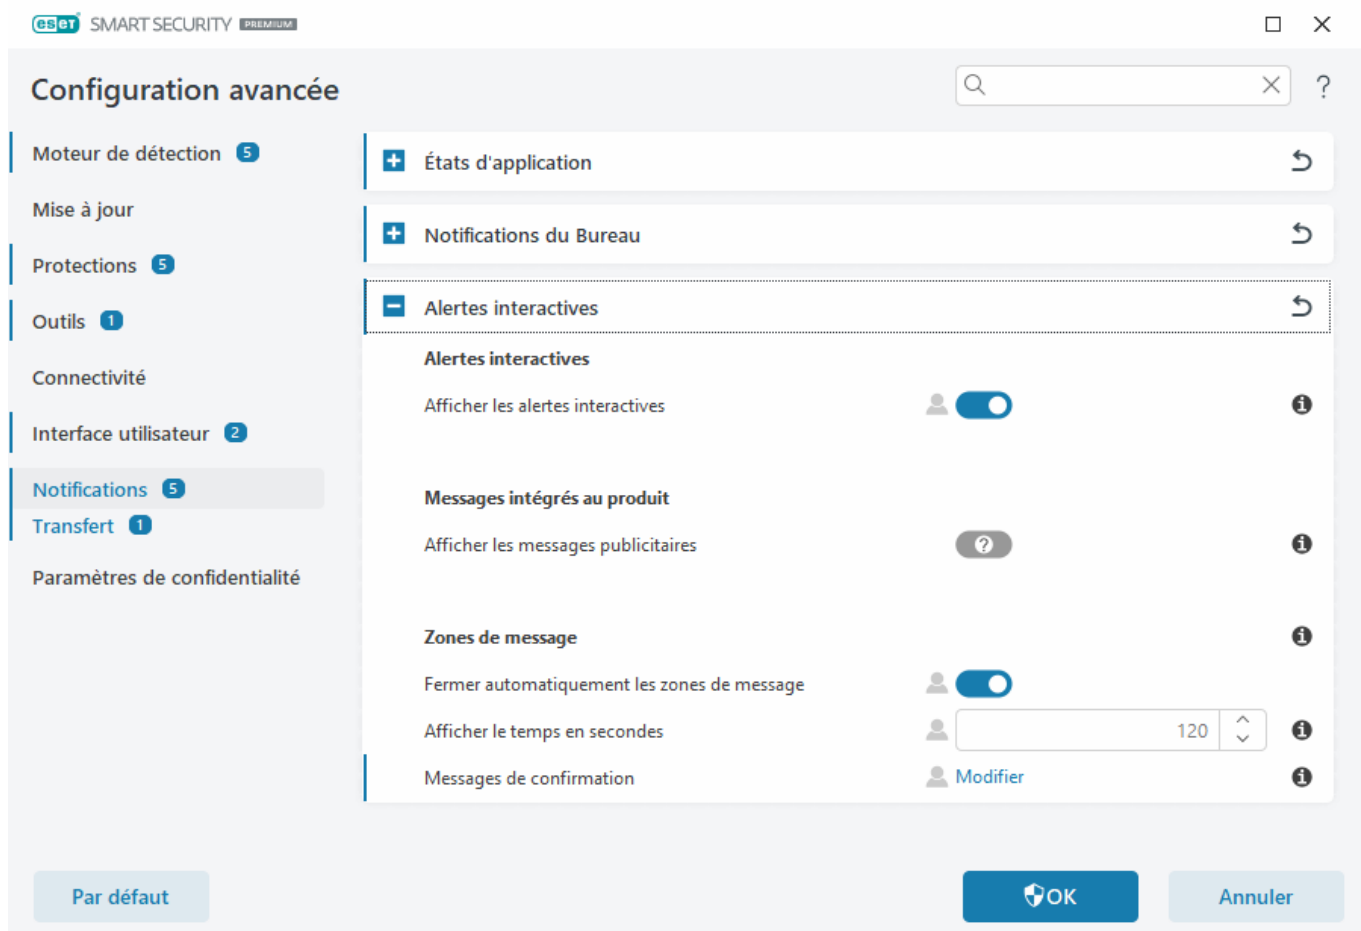 eset SMART SECURITY PREMIUM
Configuration avancée
?
Moteur de détection 5
Mise à jour
Protections 5
Outils 1
Connectivité
Interface utilisateur 2
Notifications 5
Transfert 1
Paramètres de confidentialité
États d'application
Notifications du Bureau
Alertes interactives
Alertes interactives
Afficher les alertes interactives
Messages intégrés au produit
Afficher les messages publicitaires ?
Zones de message
Fermer automatiquement les zones de message
Afficher le temps en secondes 120
Messages de confirmation Modifier
Par défaut
OK
Annuler